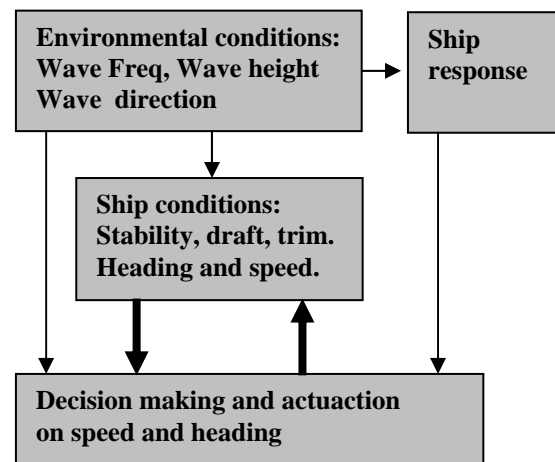 Environmental conditions:
Wave Freq, Wave height
Wave direction
Ship
response
Ship conditions:
Stability, draft, trim.
Heading and speed.
Decision making and actuaction
on speed and heading